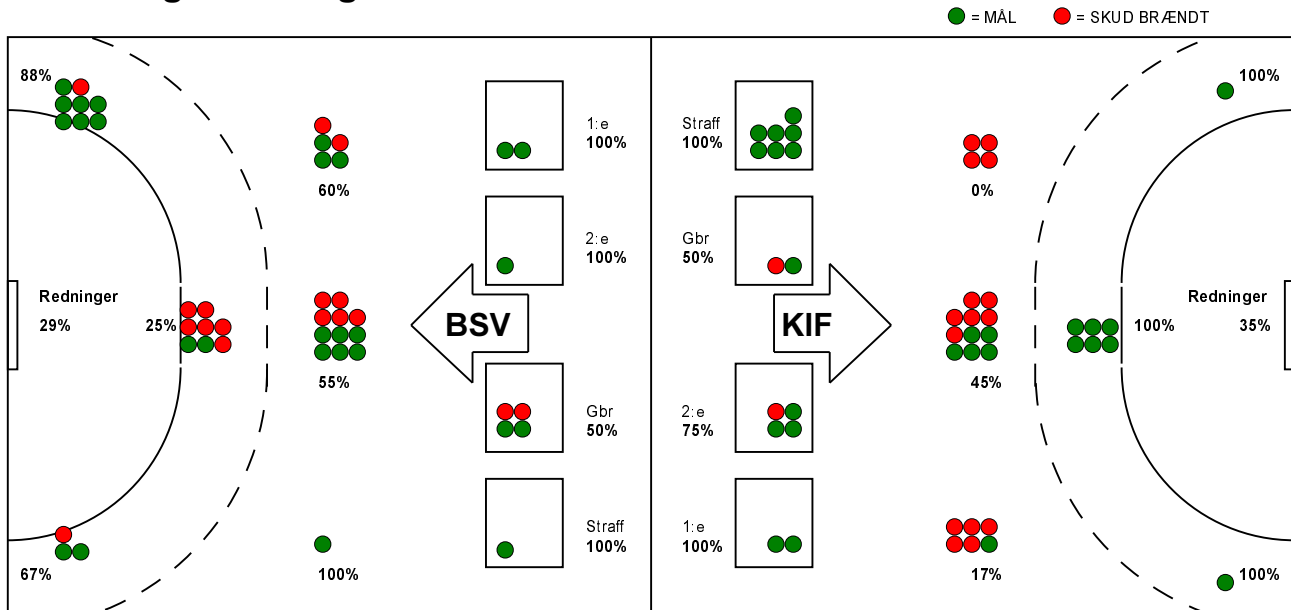 = MÅL
= SKUD BRÆNDT
88%
60%
1:e
100%
2:e
100%
Redninger
29%
25%
BSV
55%
Gbr
50%
Straff
100%
67%
100%
Straff
100%
Gbr
50%
KIF
2:e
75%
1:e
100%
100%
0%
Redninger
100%
35%
45%
17%
100%